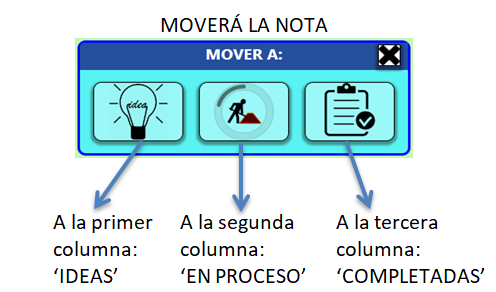 MOVERÁ LA NOTA
MOVER A:
idea
A la primer
columna:
‘IDEAS’
A la segunda
columna:
‘EN PROCESO’
A la tercera
columna:
‘COMPLETADAS’